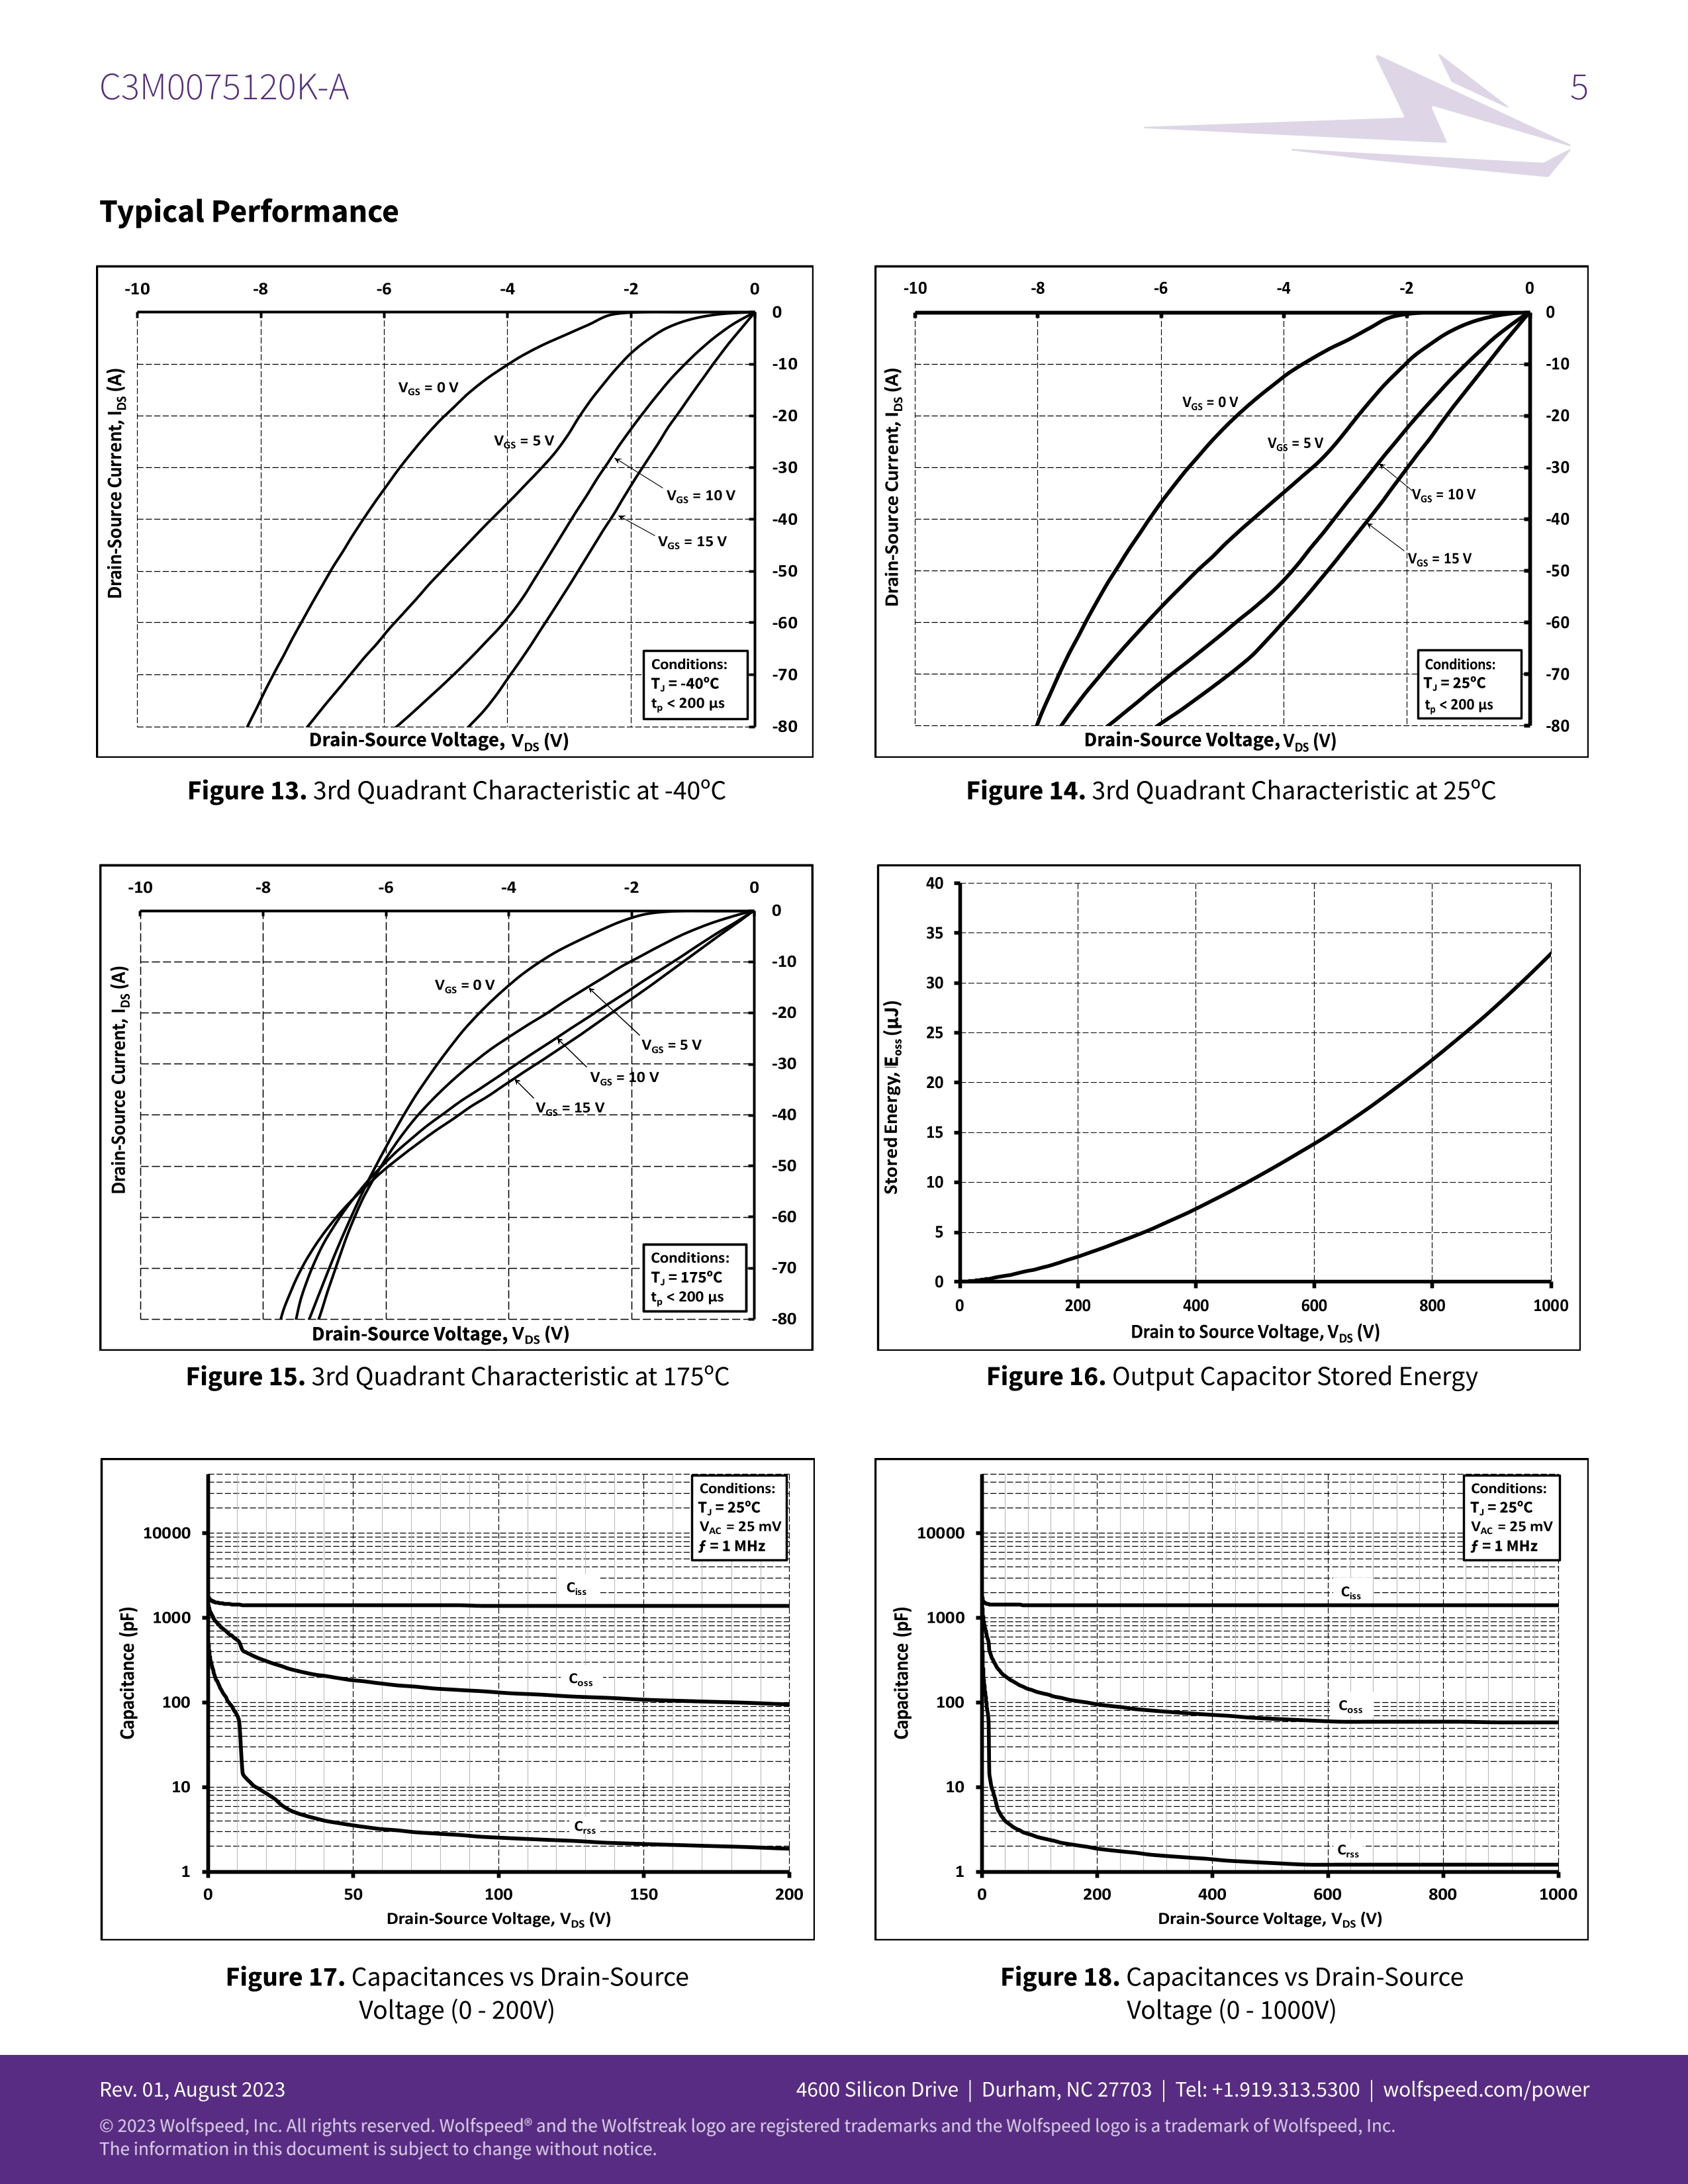 C3M0075120K-A
5
Typical Performance
-10 -8 -6 -4 -2 0
0
-10
-20
-30
-40
-50
-60
-70
-80
Drain-Source Current, IDS (A)
VGS = 0 V
VGS = 5 V
VGS = 10 V
VGS = 15 V
Conditions:
TJ = -40°C
tp < 200 µs
Drain-Source Voltage, VDS (V)
Figure 13. 3rd Quadrant Characteristic at -40ºC
-10 -8 -6 -4 -2 0
0
-10
-20
-30
-40
-50
-60
-70
-80
Drain-Source Current, IDS (A)
VGS = 0 V
VGS = 5 V
VGS = 10 V
VGS = 15 V
Conditions:
TJ = 25°C
tp < 200 µs
Drain-Source Voltage, VDS (V)
Figure 14. 3rd Quadrant Characteristic at 25ºC
-10 -8 -6 -4 -2 0
0
-10
-20
-30
-40
-50
-60
-70
-80
Drain-Source Current, IDS (A)
VGS = 0 V
VGS = 5 V
VGS = 10 V
VGS = 15 V
Conditions:
TJ = 175°C
tp < 200 µs
Drain-Source Voltage, VDS (V)
Figure 15. 3rd Quadrant Characteristic at 175ºC
40
35
30
25
20
15
10
5
0
Stored Energy, Eoss (µJ)
0 200 400 600 800 1000
Drain to Source Voltage, VDS (V)
Figure 16. Output Capacitor Stored Energy
10000
1000
100
10
1
Capacitance (pF)
Conditions:
TJ = 25°C
VAC = 25 mV
f = 1 MHz
Ciss
Coss
Crss
0 50 100 150 200
Drain-Source Voltage, VDS (V)
Figure 17. Capacitances vs Drain-Source
Voltage (0 - 200V)
10000
1000
100
10
1
Capacitance (pF)
Conditions:
TJ = 25°C
VAC = 25 mV
f = 1 MHz
Ciss
Coss
Crss
0 200 400 600 800 1000
Drain-Source Voltage, VDS (V)
Figure 18. Capacitances vs Drain-Source
Voltage (0 - 1000V)
Rev. 01, August 2023
4600 Silicon Drive | Durham, NC 27703 | Tel: +1.919.313.5300 | wolfspeed.com/power
© 2023 Wolfspeed, Inc. All rights reserved. Wolfspeed® and the Wolfstreak logo are registered trademarks and the Wolfspeed logo is a trademark of Wolfspeed, Inc.
The information in this document is subject to change without notice.